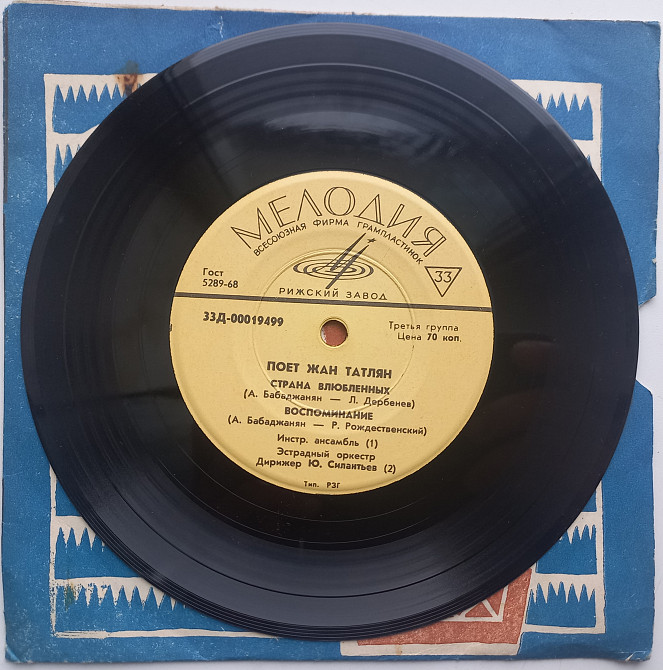 МЕЛОДИЯ
ВСЕСОЮЗНАЯ ФИРМА ГРАМПЛАСТИНОК
33
РИЖСКИЙ ЗАВОД
Гост
5289-68
33Д-00019499
Третья группа
Цена 70 коп.
ПОЕТ ЖАН ТАТЛЯН
СТРАНА ВЛЮБЛЕННЫХ
(А. Бабаджанян — Л. Дербенев)
ВОСПОМИНАНИЕ
(А. Бабаджанян — Р. Рождественский)
Инстр. ансамбль (1)
Эстрадный оркестр
Дирижер Ю. Силантьев (2)
Тип. РЗГ